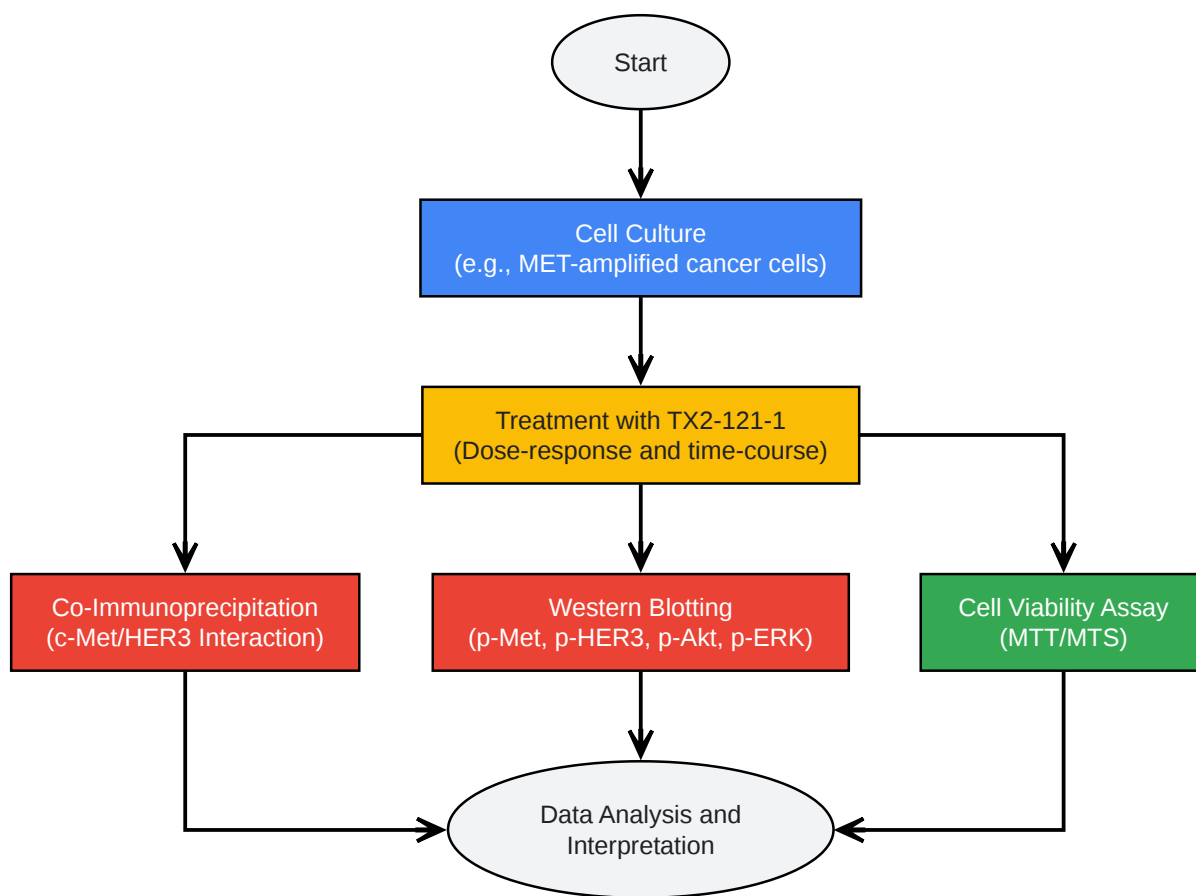 Start
Cell Culture
(e.g., MET-amplified cancer cells)
Treatment with TX2-121-1
(Dose-response and time-course)
Co-Immunoprecipitation
(c-Met/HER3 Interaction)
Western Blotting
(p-Met, p-HER3, p-Akt, p-ERK)
Cell Viability Assay
(MTT/MTS)
Data Analysis and
Interpretation